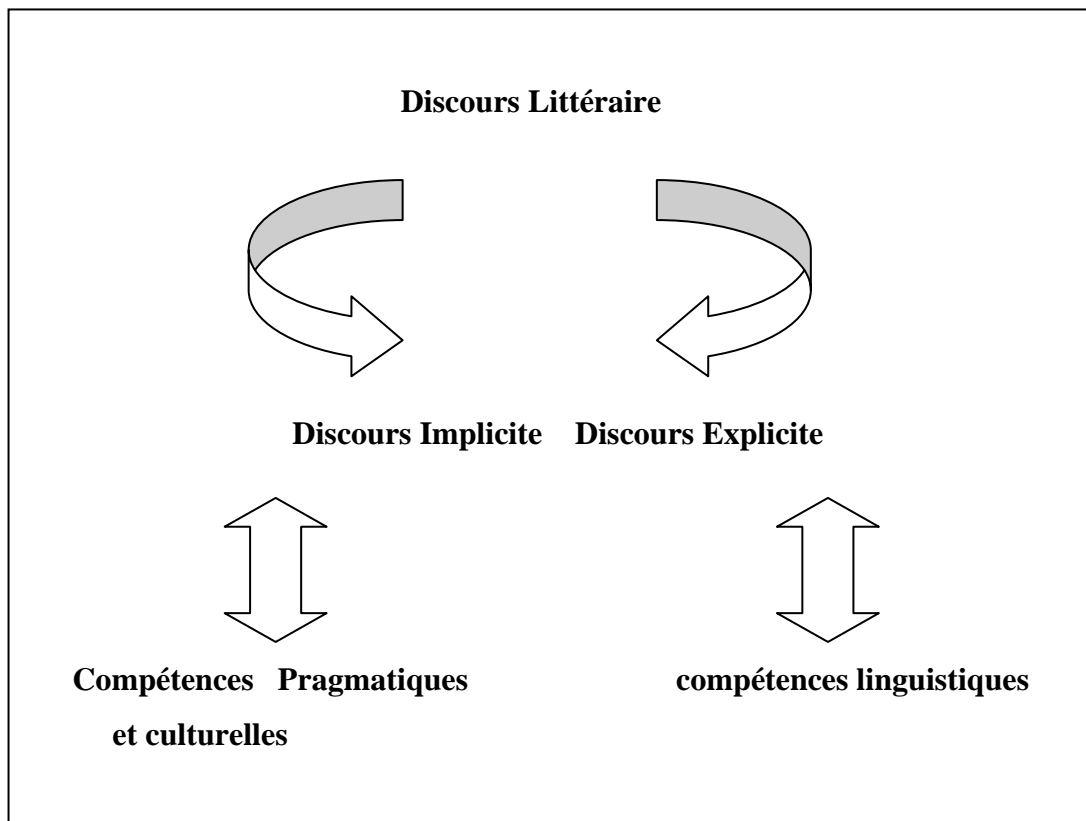 Discours Littéraire
Discours Implicite Discours Explicite
Compétences Pragmatiques compétences linguistiques
et culturelles